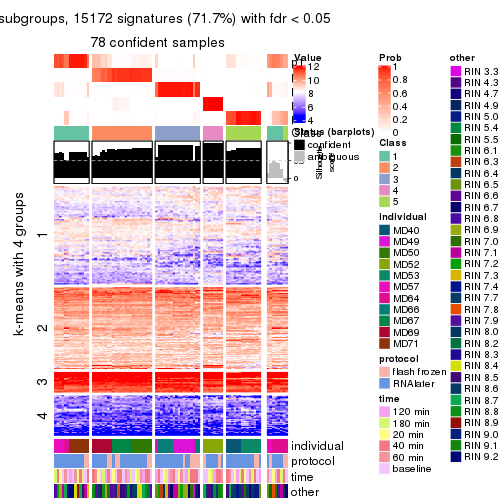 subgroups, 15172 signatures (71.7%) with fdr < 0.05
78 confident samples
Value
12
10
8
6
4
Status (barplots)
confident
ambiguous
0
Silhouette score
k-means with 4 groups
1
2
3
4
individual
protocol
time
other
Prob
1
0.8
0.6
0.4
0.2
0
Class
1
2
3
4
5
individual
MD40
MD49
MD50
MD52
MD53
MD57
MD64
MD66
MD67
MD69
MD71
protocol
flash frozen
RNAlater
time
120 min
180 min
20 min
40 min
60 min
baseline
other
RIN 3.3
RIN 4.3
RIN 4.7
RIN 4.9
RIN 5.0
RIN 5.4
RIN 5.5
RIN 6.1
RIN 6.3
RIN 6.4
RIN 6.5
RIN 6.6
RIN 6.7
RIN 6.8
RIN 6.9
RIN 7.0
RIN 7.1
RIN 7.2
RIN 7.3
RIN 7.4
RIN 7.7
RIN 7.8
RIN 7.9
RIN 8.0
RIN 8.2
RIN 8.3
RIN 8.4
RIN 8.5
RIN 8.6
RIN 8.7
RIN 8.8
RIN 8.9
RIN 9.0
RIN 9.1
RIN 9.2